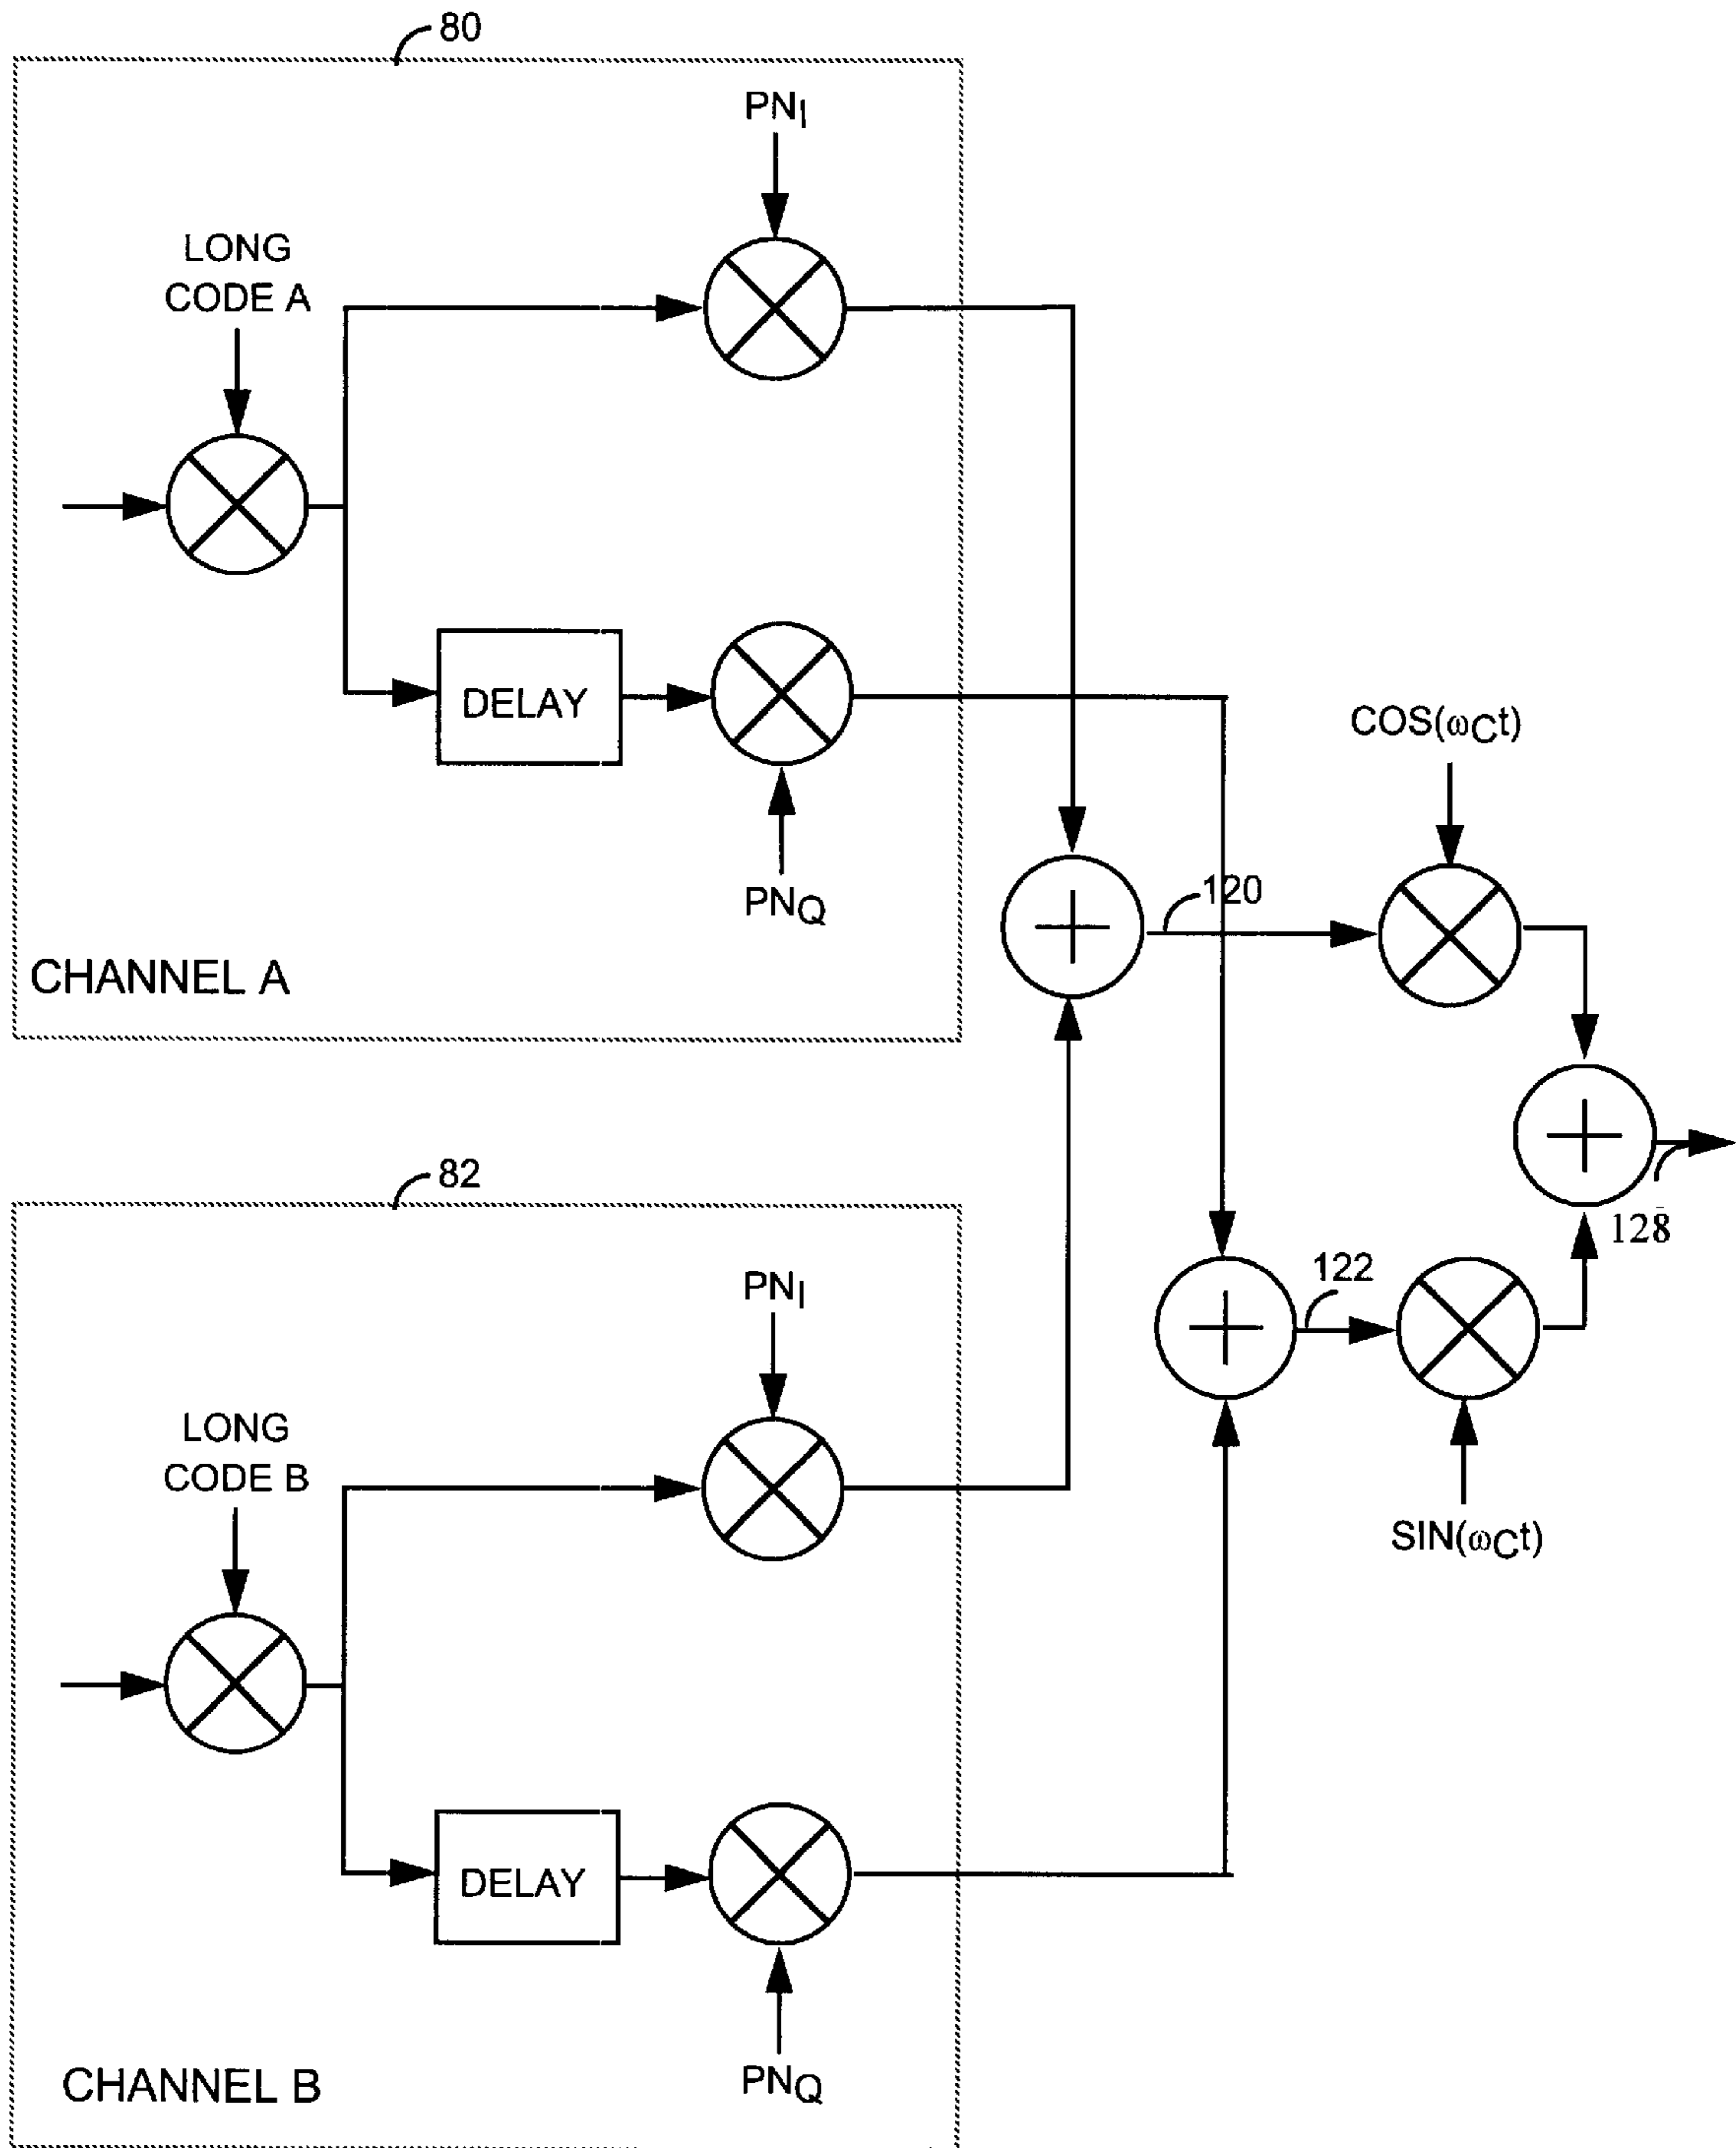 80
PNI
LONG
CODE A
DELAY
COS(ωCt)
PNQ
120
CHANNEL A
82
128
PNI
122
LONG
CODE B
SIN(ωCt)
DELAY
PNQ
CHANNEL B